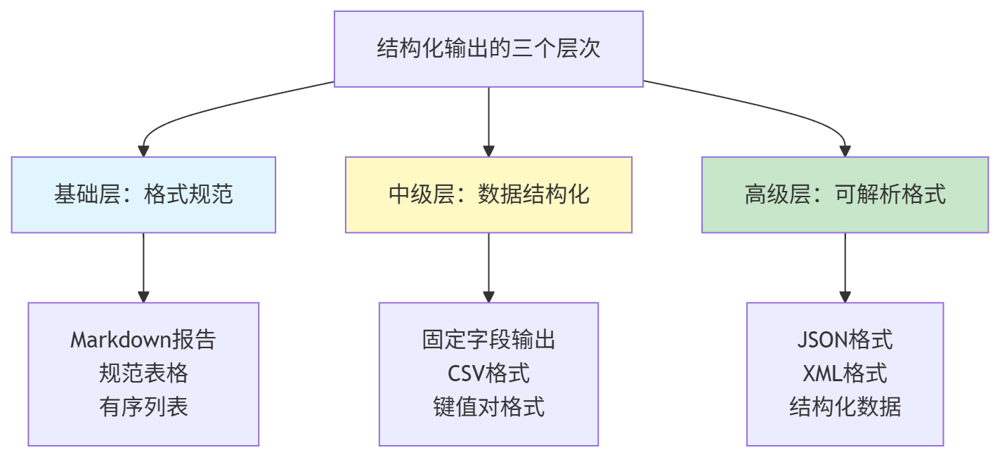 结构化输出的三个层次
基础层：格式规范
中级层：数据结构化
高级层：可解析格式
Markdown报告
规范表格
有序列表
固定字段输出
CSV格式
键值对格式
JSON格式
XML格式
结构化数据